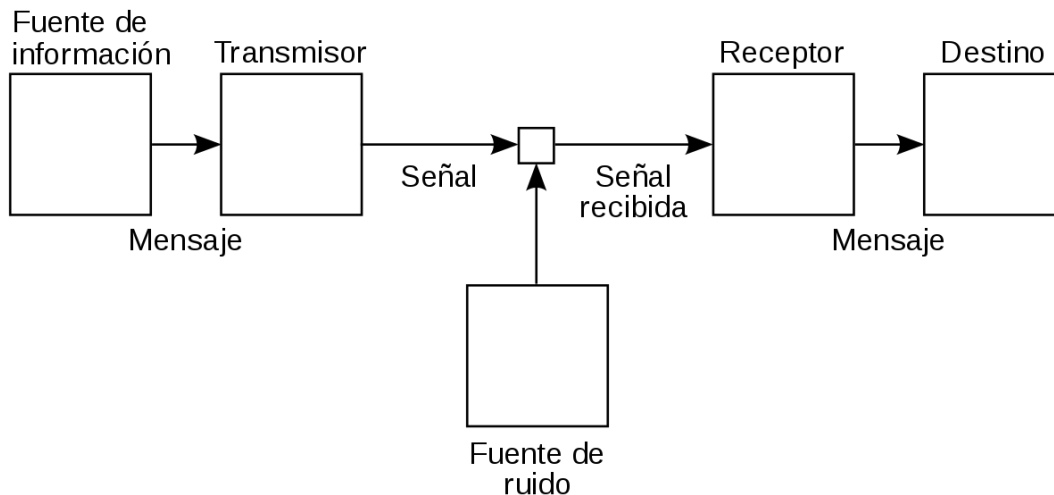 Fuente de
información
Transmisor
Receptor
Destino
Señal
Señal
recibida
Mensaje
Mensaje
Fuente de
ruido